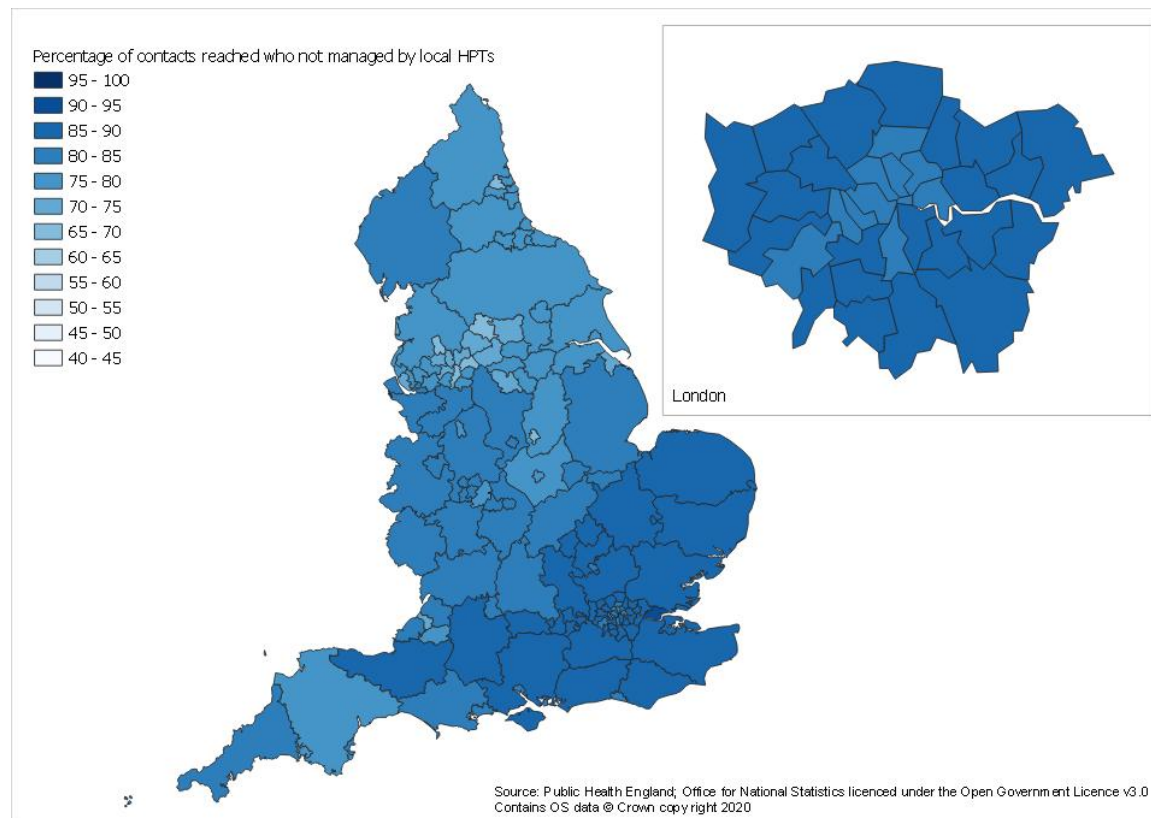 Percentage of contacts reached who not managed by local HPTs
95 - 100
90 - 95
85 - 90
80 - 85
75 - 80
70 - 75
65 - 70
60 - 65
55 - 60
50 - 55
45 - 50
40 - 45
London
Source: Public Health England; Office for National Statistics licenced under the Open Government Licence v3.0
Contains OS data © Crown copyright 2020